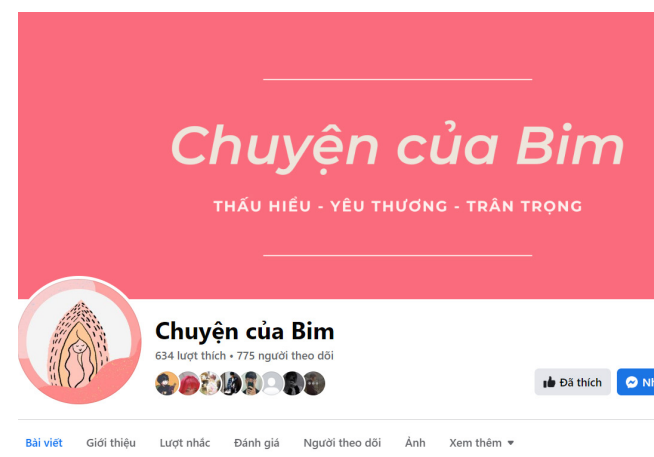 Chuyện của Bim
THẤU HIỂU - YÊU THƯƠNG - TRÂN TRỌNG
Chuyện của Bim
634 lượt thích • 775 người theo dõi
Đã thích
Bài viết Giới thiệu Lượt nhắc Đánh giá Người theo dõi Ảnh Xem thêm